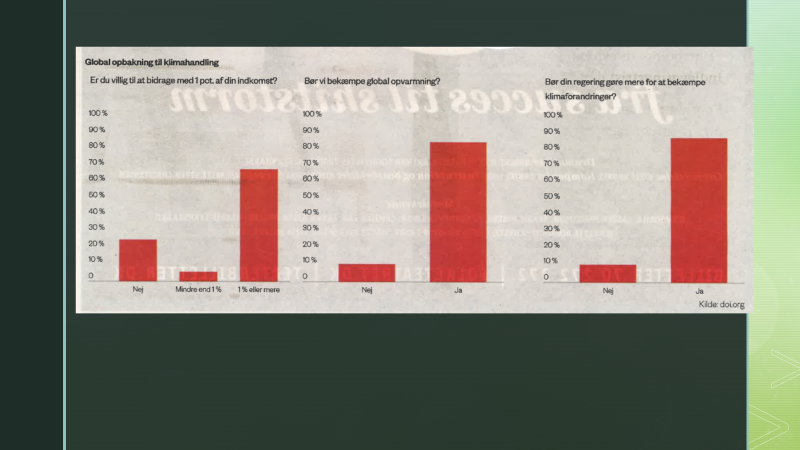 Global opbakning til klimahandling
Er du villig til at bidrage med 1 pct. af din indkomst?
100 %
90 %
80 %
70 %
60 %
50 %
40 %
30 %
20 %
10 %
0
Nej
Mindre end 1 %
1 % eller mere
Bør vi bekæmpe global opvarmning?
100 %
90 %
80 %
70 %
60 %
50 %
40 %
30 %
20 %
10 %
0
Nej
Ja
Bør din regering gøre mere for at bekæmpe
klimaforandringer?
100 %
90 %
80 %
70 %
60 %
50 %
40 %
30 %
20 %
10 %
0
Nej
Ja
Kilde: doi.org